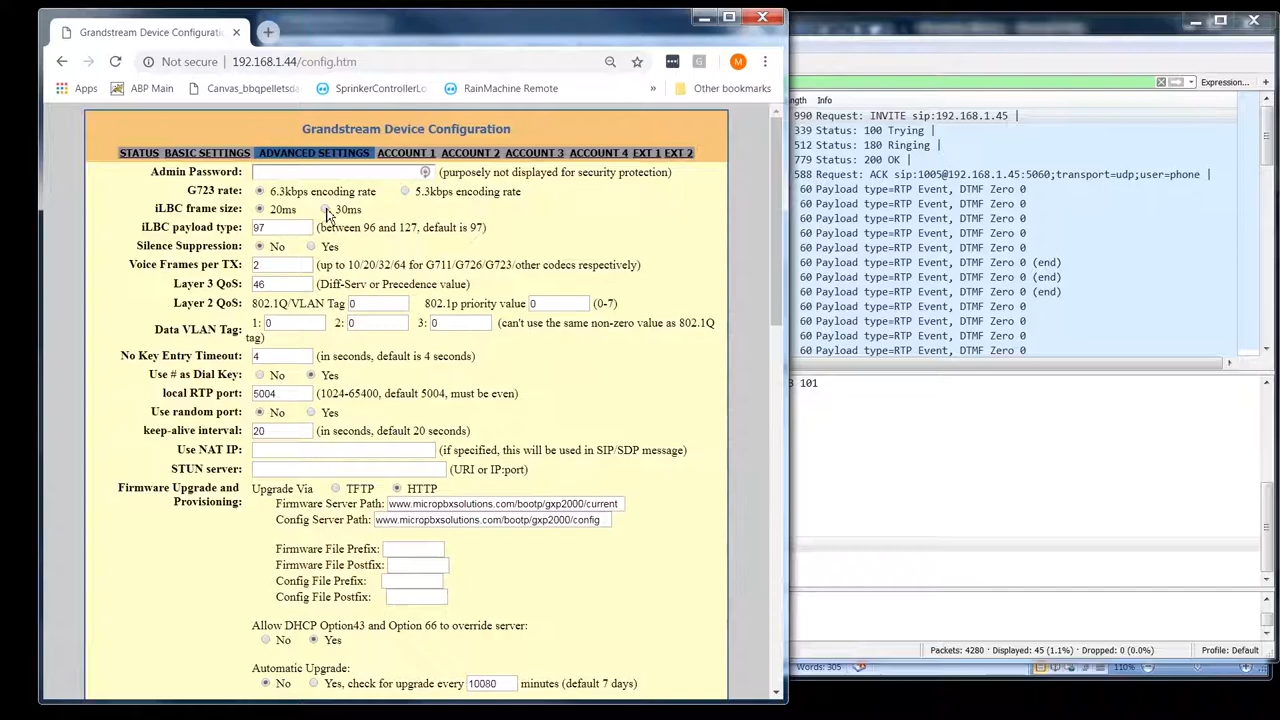 Grandstream Device Configuratio
Not secure 192.168.1.44/config.htm
M
Apps ABP Main Canvas_bbqpelletsda SprinkerControllerLo RainMachine Remote » Other bookmarks
Grandstream Device Configuration
STATUS BASIC SETTINGS ADVANCED SETTINGS ACCOUNT 1 ACCOUNT 2 ACCOUNT 3 ACCOUNT 4 EXT 1 EXT 2
Admin Password: (purposely not displayed for security protection)
G723 rate: 6.3kbps encoding rate 5.3kbps encoding rate
iLBC frame size: 20ms 30ms
iLBC payload type: 97 (between 96 and 127, default is 97)
Silence Suppression: No Yes
Voice Frames per TX: 2 (up to 10/20/32/64 for G711/G726/G723/other codecs respectively)
Layer 3 QoS: 46 (Diff-Serv or Precedence value)
Layer 2 QoS: 802.1Q/VLAN Tag 0 802.1p priority value 0 (0-7)
Data VLAN Tag: 1: 0 2: 0 3: 0 (can't use the same non-zero value as 802.1Q
tag)
No Key Entry Timeout: 4 (in seconds, default is 4 seconds)
Use # as Dial Key: No Yes
local RTP port: 5004 (1024-65400, default 5004, must be even)
Use random port: No Yes
keep-alive interval: 20 (in seconds, default 20 seconds)
Use NAT IP: (if specified, this will be used in SIP/SDP message)
STUN server: (URI or IP:port)
Firmware Upgrade and Provisioning: Upgrade Via TFTP HTTP
Firmware Server Path: www.micropbxsolutions.com/bootp/gxp2000/current
Config Server Path: www.micropbxsolutions.com/bootp/gxp2000/config
Firmware File Prefix:
Firmware File Postfix:
Config File Prefix:
Config File Postfix:
Allow DHCP Option43 and Option 66 to override server:
No Yes
Automatic Upgrade:
No Yes, check for upgrade every 10080 minutes (default 7 days)
Expression... +
ngth Info
990 Request: INVITE sip:192.168.1.45 |
339 Status: 100 Trying |
512 Status: 180 Ringing |
779 Status: 200 OK |
588 Request: ACK sip:1005@192.168.1.45:5060;transport=udp;user=phone |
60 Payload type=RTP Event, DTMF Zero 0
60 Payload type=RTP Event, DTMF Zero 0
60 Payload type=RTP Event, DTMF Zero 0
60 Payload type=RTP Event, DTMF Zero 0
60 Payload type=RTP Event, DTMF Zero 0 (end)
60 Payload type=RTP Event, DTMF Zero 0 (end)
60 Payload type=RTP Event, DTMF Zero 0 (end)
60 Payload type=RTP Event, DTMF Zero 0
60 Payload type=RTP Event, DTMF Zero 0
60 Payload type=RTP Event, DTMF Zero 0
101
Packets: 4280 · Displayed: 45 (1.1%) · Dropped: 0 (0.0%) Profile: Default
Words: 305 110%